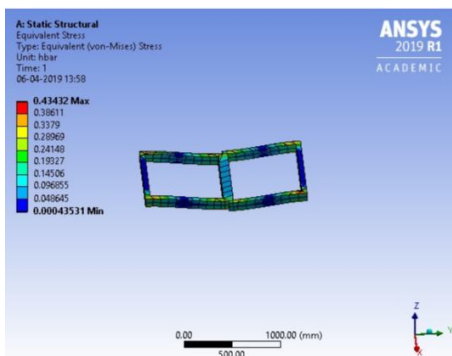 A: Static Structural
Equivalent Stress
Type: Equivalent (von-Mises) Stress
Unit: hbar
Time: 1
06-04-2019 13:58
0.43432 Max
0.38611
0.3379
0.28969
0.24148
0.19327
0.14506
0.096855
0.048645
0.00043531 Min
ANSYS
2019 R1
ACADEMIC
0.00
1000.00 (mm)
500.00
Z
Y
X